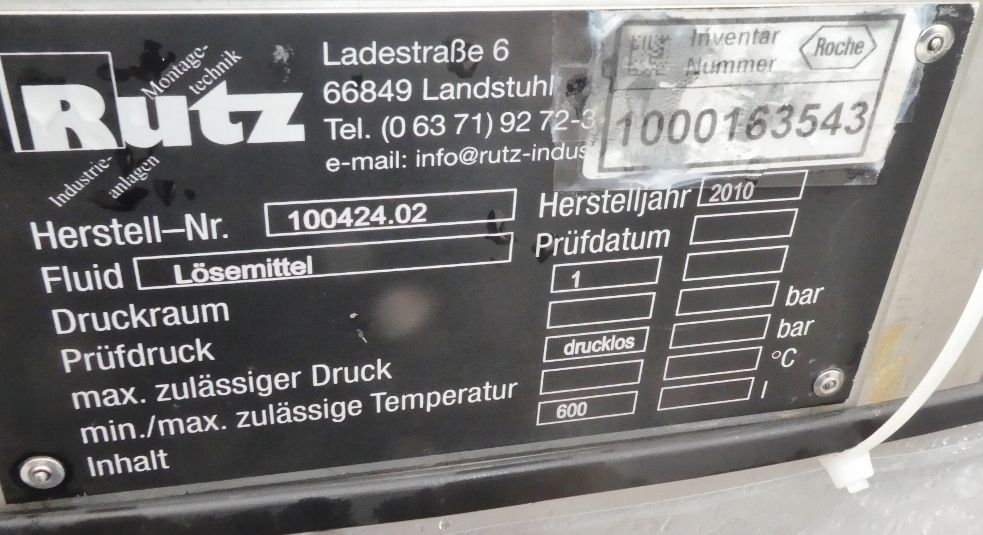 Rutz
Montage-
technik
Industrie-
anlagen
Ladestraße 6
66849 Landstuhl
Tel. (0 63 71) 92 72-3
e-mail: info@rutz-indus
Inventar
Nummer
Roche
1000163543
Herstell–Nr. 100424.02 Herstelljahr 2010
Fluid Lösemittel Prüfdatum
Druckraum 1
Prüfdruck bar
max. zulässiger Druck drucklos bar
min./max. zulässige Temperatur °C
Inhalt 600 l